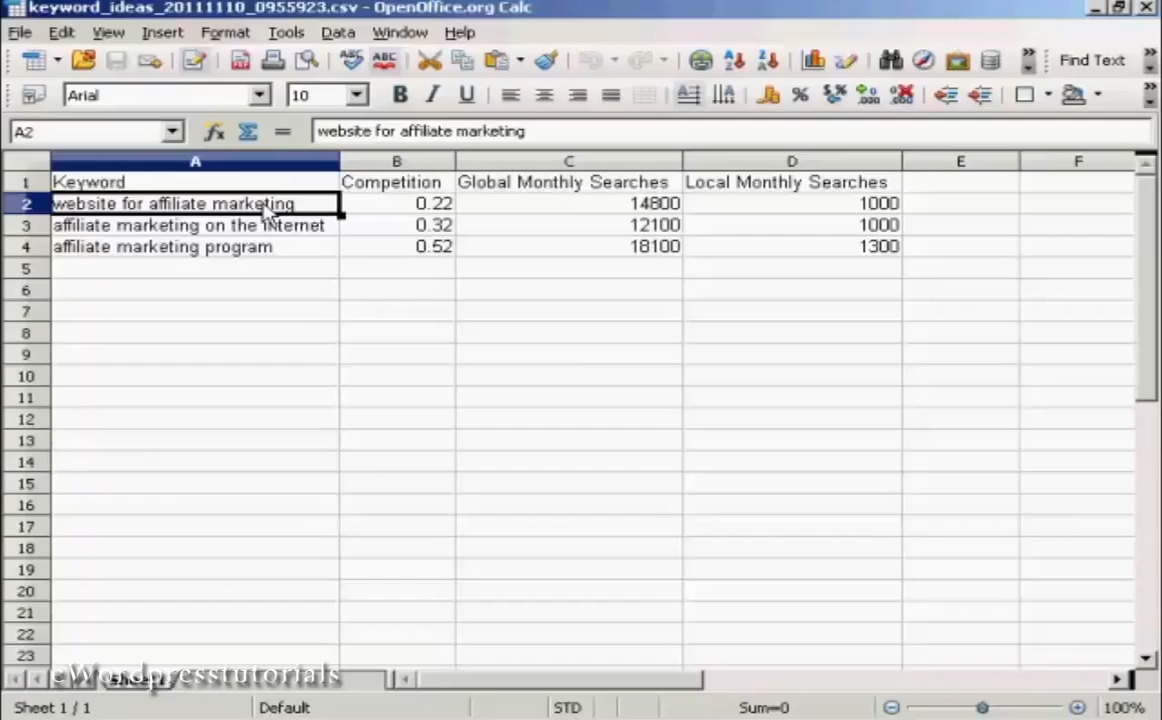 keyword_ideas_20111110_0955923.csv - OpenOffice.org Calc
File Edit View Insert Format Tools Data Window Help
Find Text
Arial 10
A2 website for affiliate marketing
A B C D E F
1 Keyword Competition Global Monthly Searches Local Monthly Searches
2 website for affiliate marketing 0.22 14800 1000
3 affiliate marketing on the internet 0.32 12100 1000
4 affiliate marketing program 0.52 18100 1300
5
6
7
8
9
10
11
12
13
14
15
16
17
18
19
20
21
22
23
eWordpresstutorials
Sheet 1 / 1 Default STD Sum=0 100%